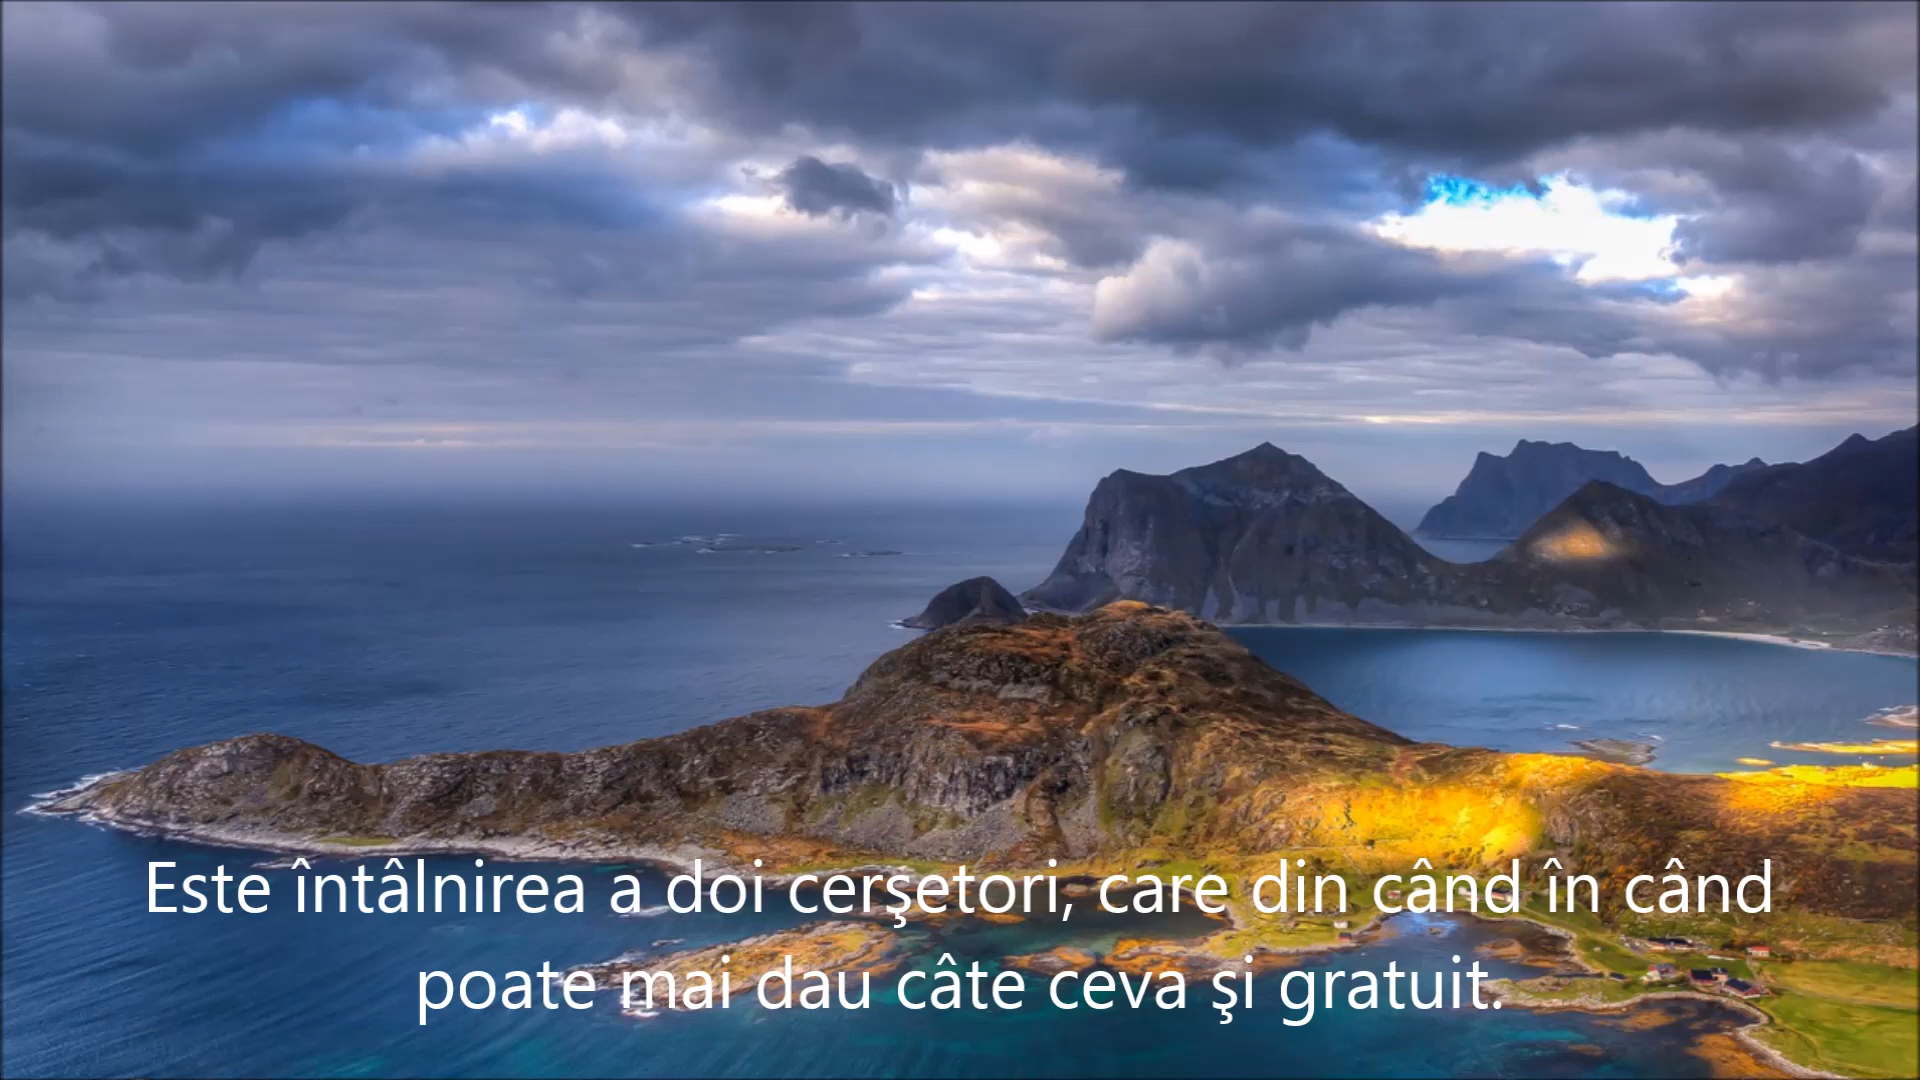 Este întâlnirea a doi cerşetori, care din când în când
poate mai dau câte ceva şi gratuit.